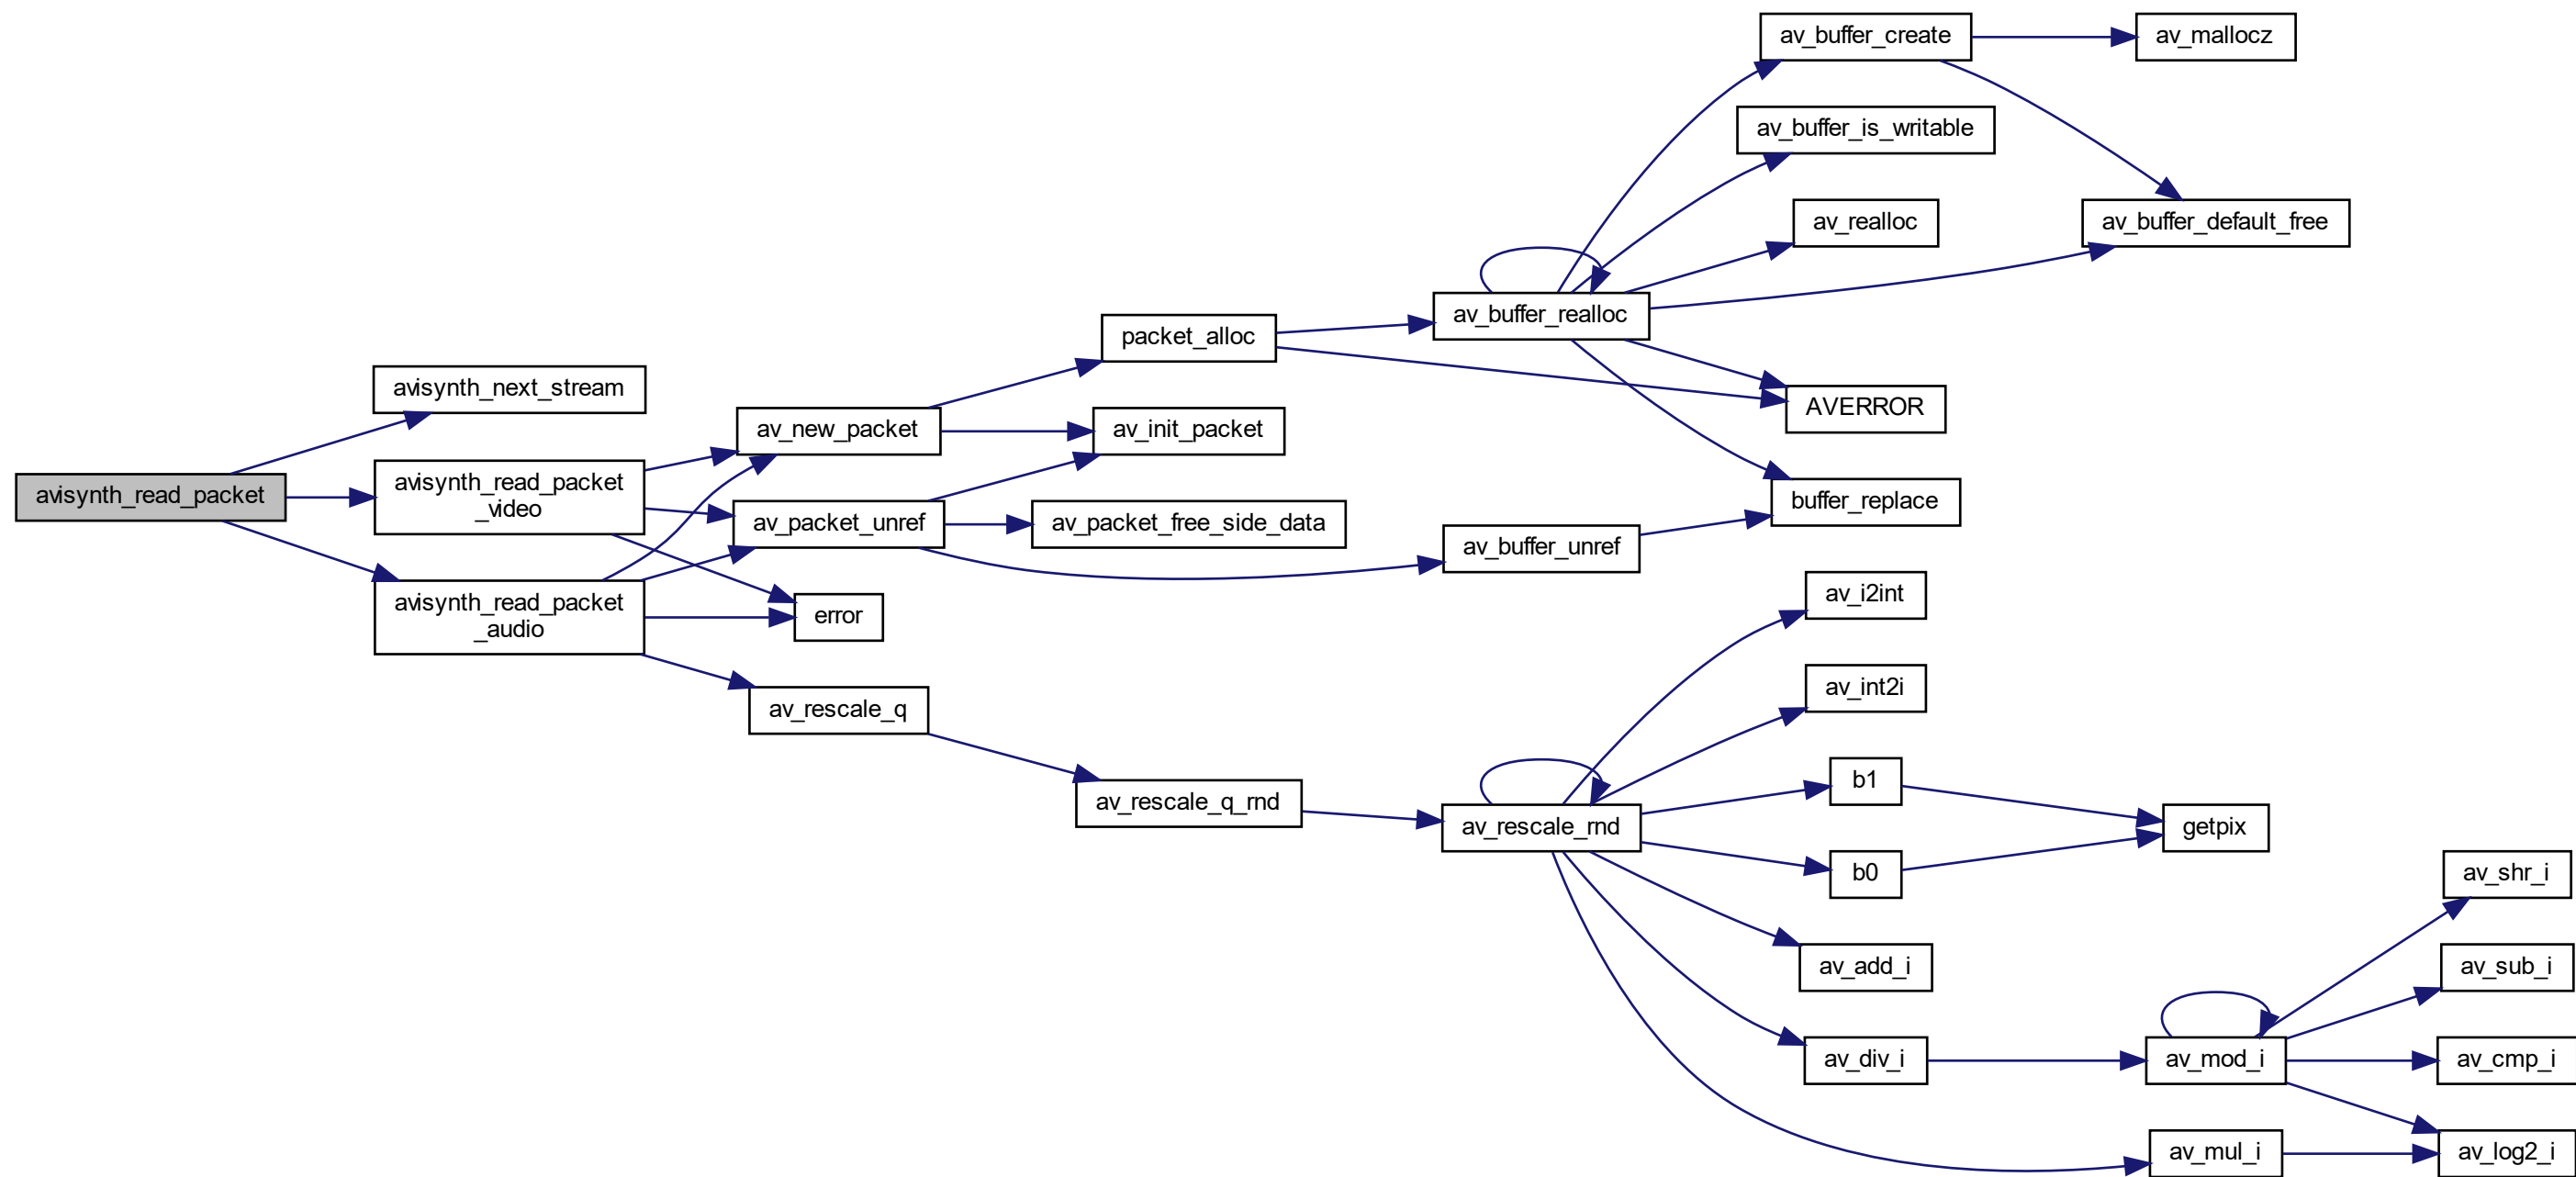 av_buffer_create
av_mallocz
av_buffer_is_writable
av_realloc
av_buffer_default_free
av_buffer_realloc
packet_alloc
avisynth_next_stream
AVERROR
av_new_packet
av_init_packet
avisynth_read_packet
avisynth_read_packet
_video
buffer_replace
av_packet_unref
av_packet_free_side_data
av_buffer_unref
avisynth_read_packet
_audio
error
av_i2int
av_int2i
av_rescale_q
b1
av_rescale_q_rnd
av_rescale_rnd
getpix
b0
av_shr_i
av_add_i
av_sub_i
av_div_i
av_mod_i
av_cmp_i
av_mul_i
av_log2_i